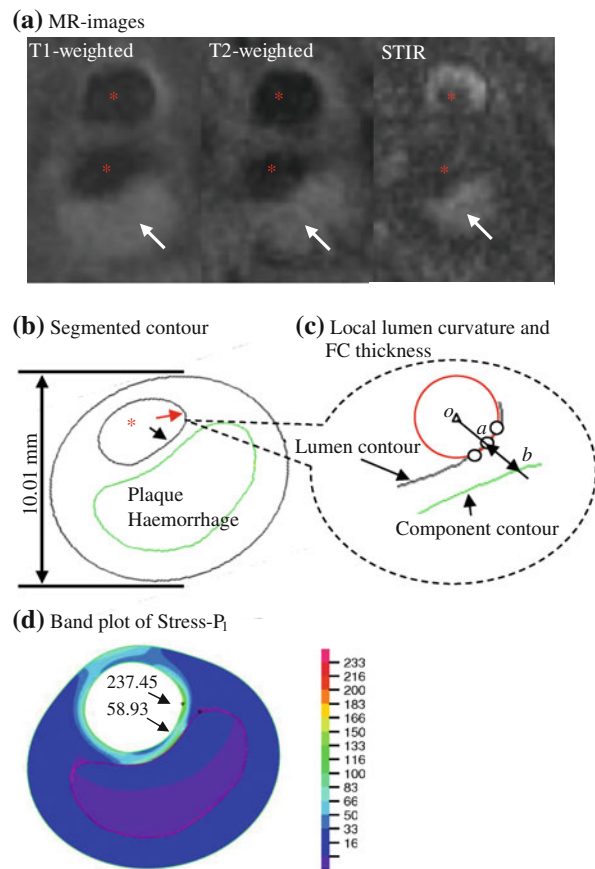 (a) MR-images
T1-weighted
T2-weighted
STIR
*
*
*
*
*
*
(b) Segmented contour
(c) Local lumen curvature and
FC thickness
10.01 mm
*
Plaque
Haemorrhage
o
a
b
Lumen contour
Component contour
(d) Band plot of Stress-P₁
237.45
58.93
233
216
200
183
166
150
133
116
100
83
66
50
33
16